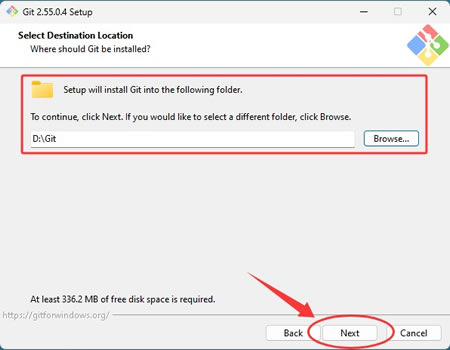 Git 2.55.0.4 Setup
Select Destination Location
Where should Git be installed?
Setup will install Git into the following folder.
To continue, click Next. If you would like to select a different folder, click Browse.
D:\Git
Browse...
At least 336.2 MB of free disk space is required.
https://gitforwindows.org/
Back
Next
Cancel